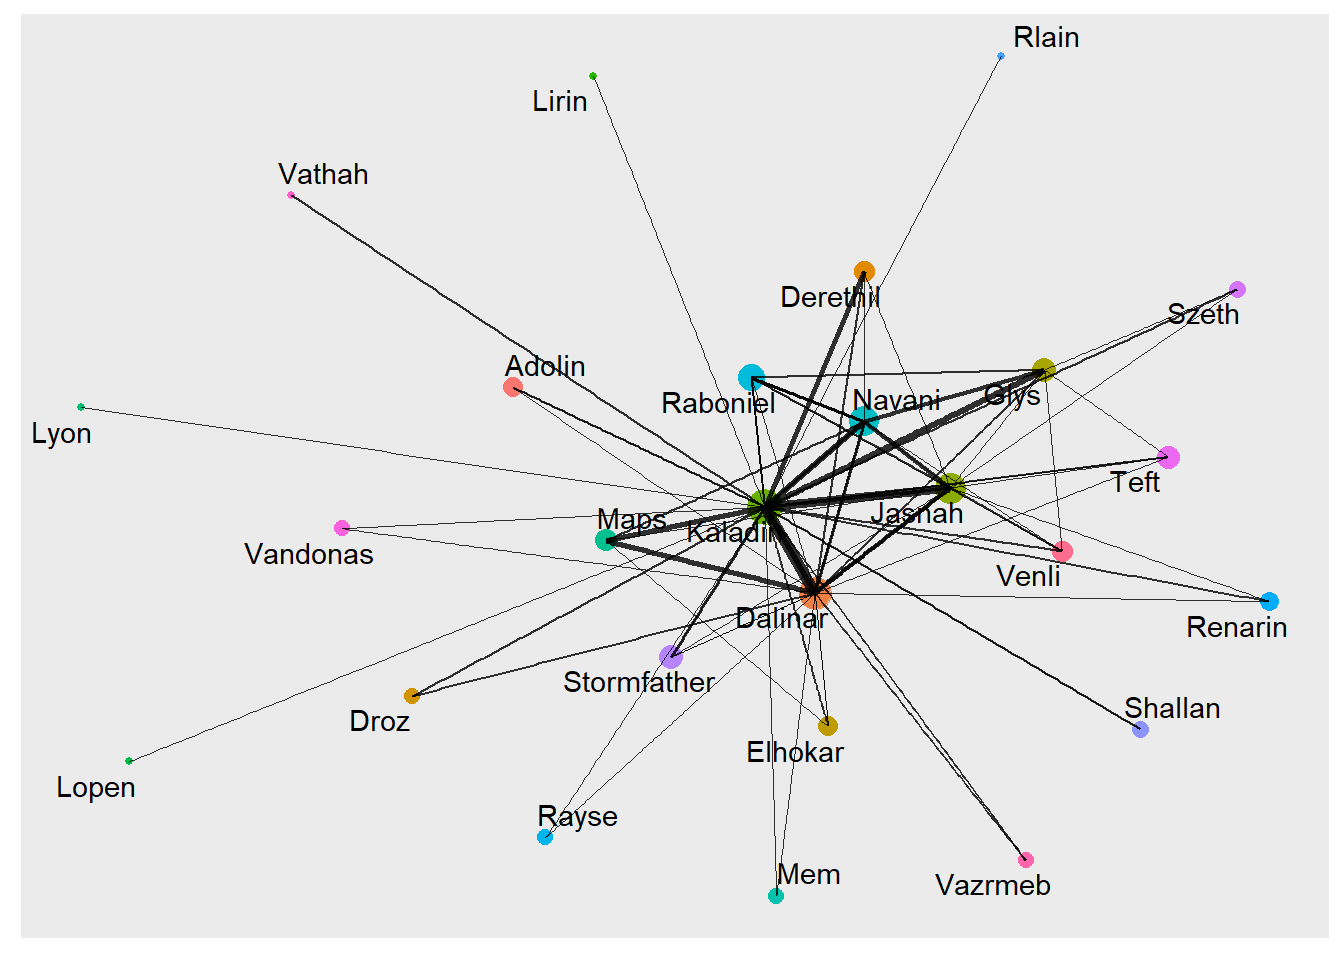 Rlain
Lirin
Vathah
Derethil
Szeth
Adolin
Glys
Raboniel
Navani
Lyon
Teft
Jasnah
Maps
Kaladin
Vandonas
Venli
Dalinar
Renarin
Stormfather
Shallan
Droz
Elhokar
Lopen
Rayse
Mem
Vazrmeb